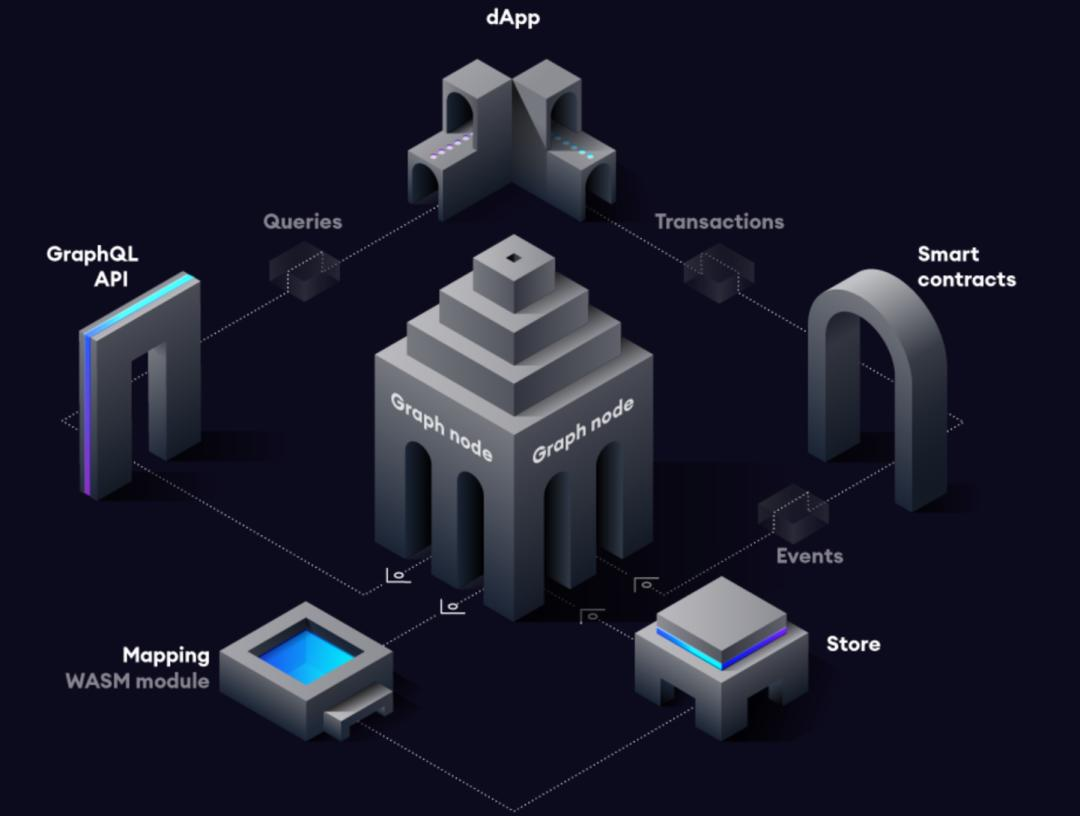 dApp
Queries
Transactions
GraphQL
API
Smart
contracts
Graph node
Graph node
Events
Mapping
WASM module
Store